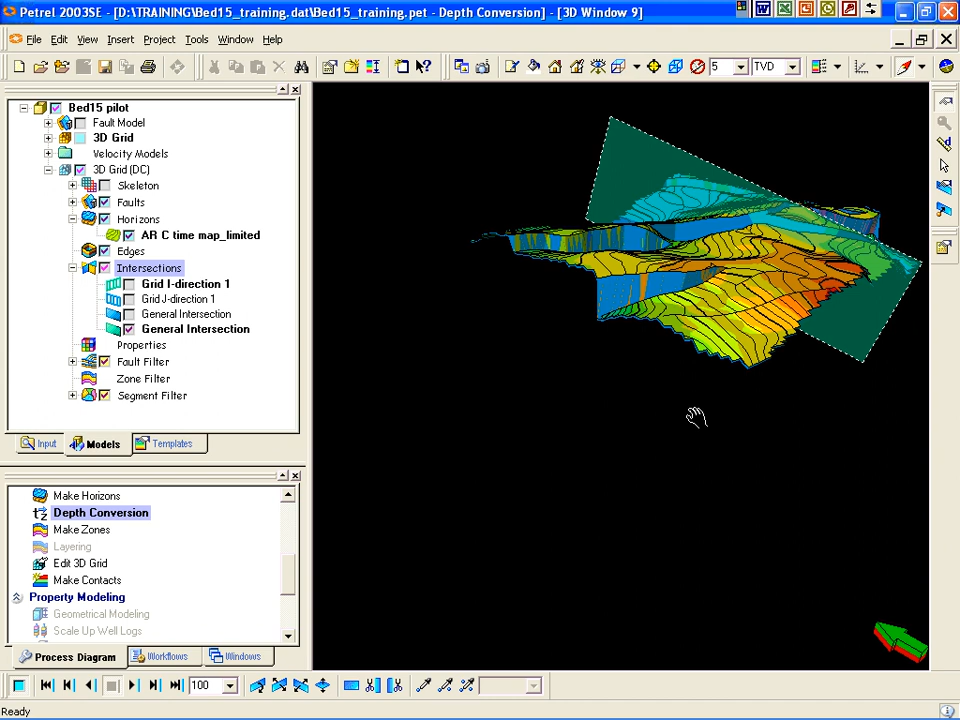 Petrel 2003SE - [D:\TRAINING\Bed15_training.dat\Bed15_training.pet - Depth Conversion] - [3D Window 9]
File Edit View Insert Project Tools Window Help
5 TVD
Bed15 pilot
Fault Model
3D Grid
Velocity Models
3D Grid (DC)
Skeleton
Faults
Horizons
AR C time map_limited
Edges
Intersections
Grid I-direction 1
Grid J-direction 1
General Intersection
General Intersection
Properties
Fault Filter
Zone Filter
Segment Filter
Input Models Templates
Make Horizons
Depth Conversion
Make Zones
Layering
Edit 3D Grid
Make Contacts
Property Modeling
Geometrical Modeling
Scale Up Well Logs
Process Diagram Workflows Windows
100
Ready